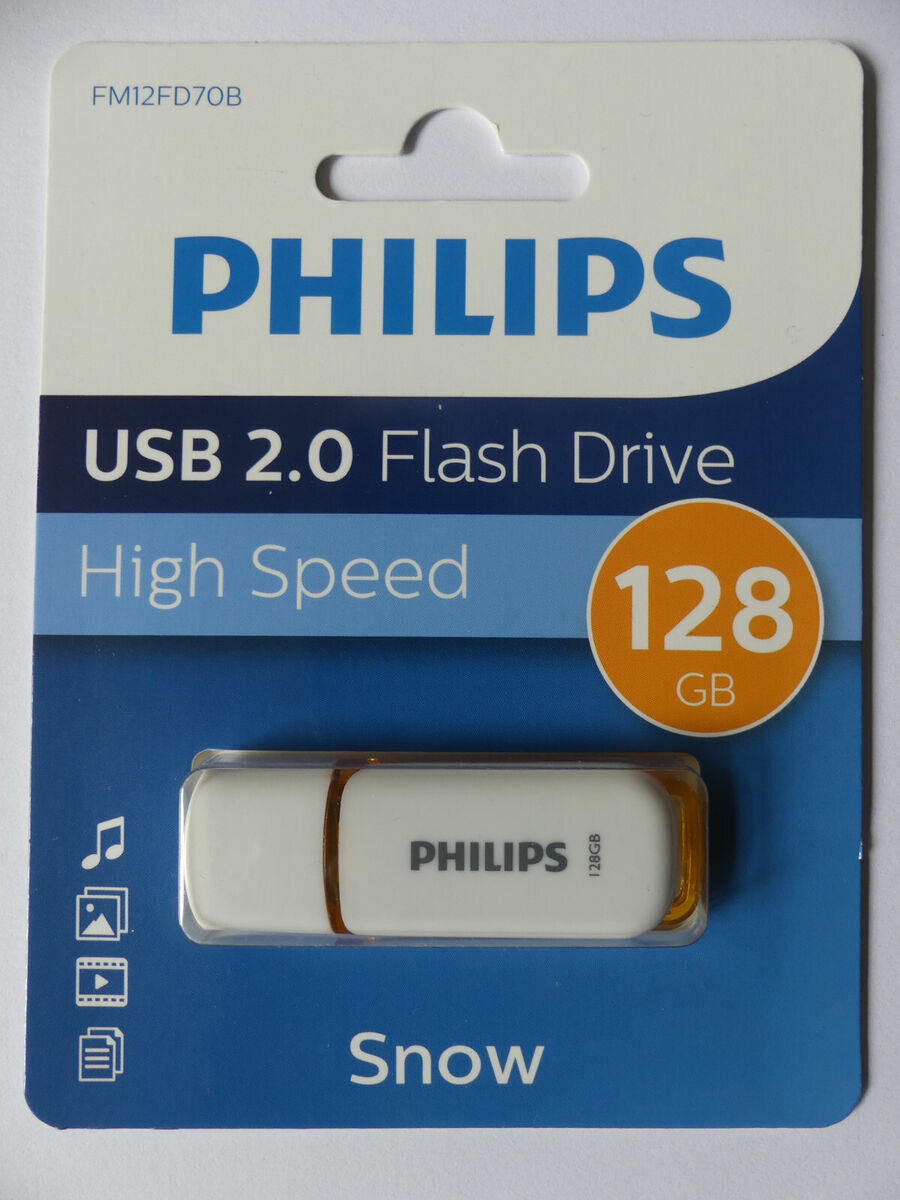 FM12FD70B
PHILIPS
USB 2.0 Flash Drive
High Speed
128
GB
PHILIPS 128GB
Snow